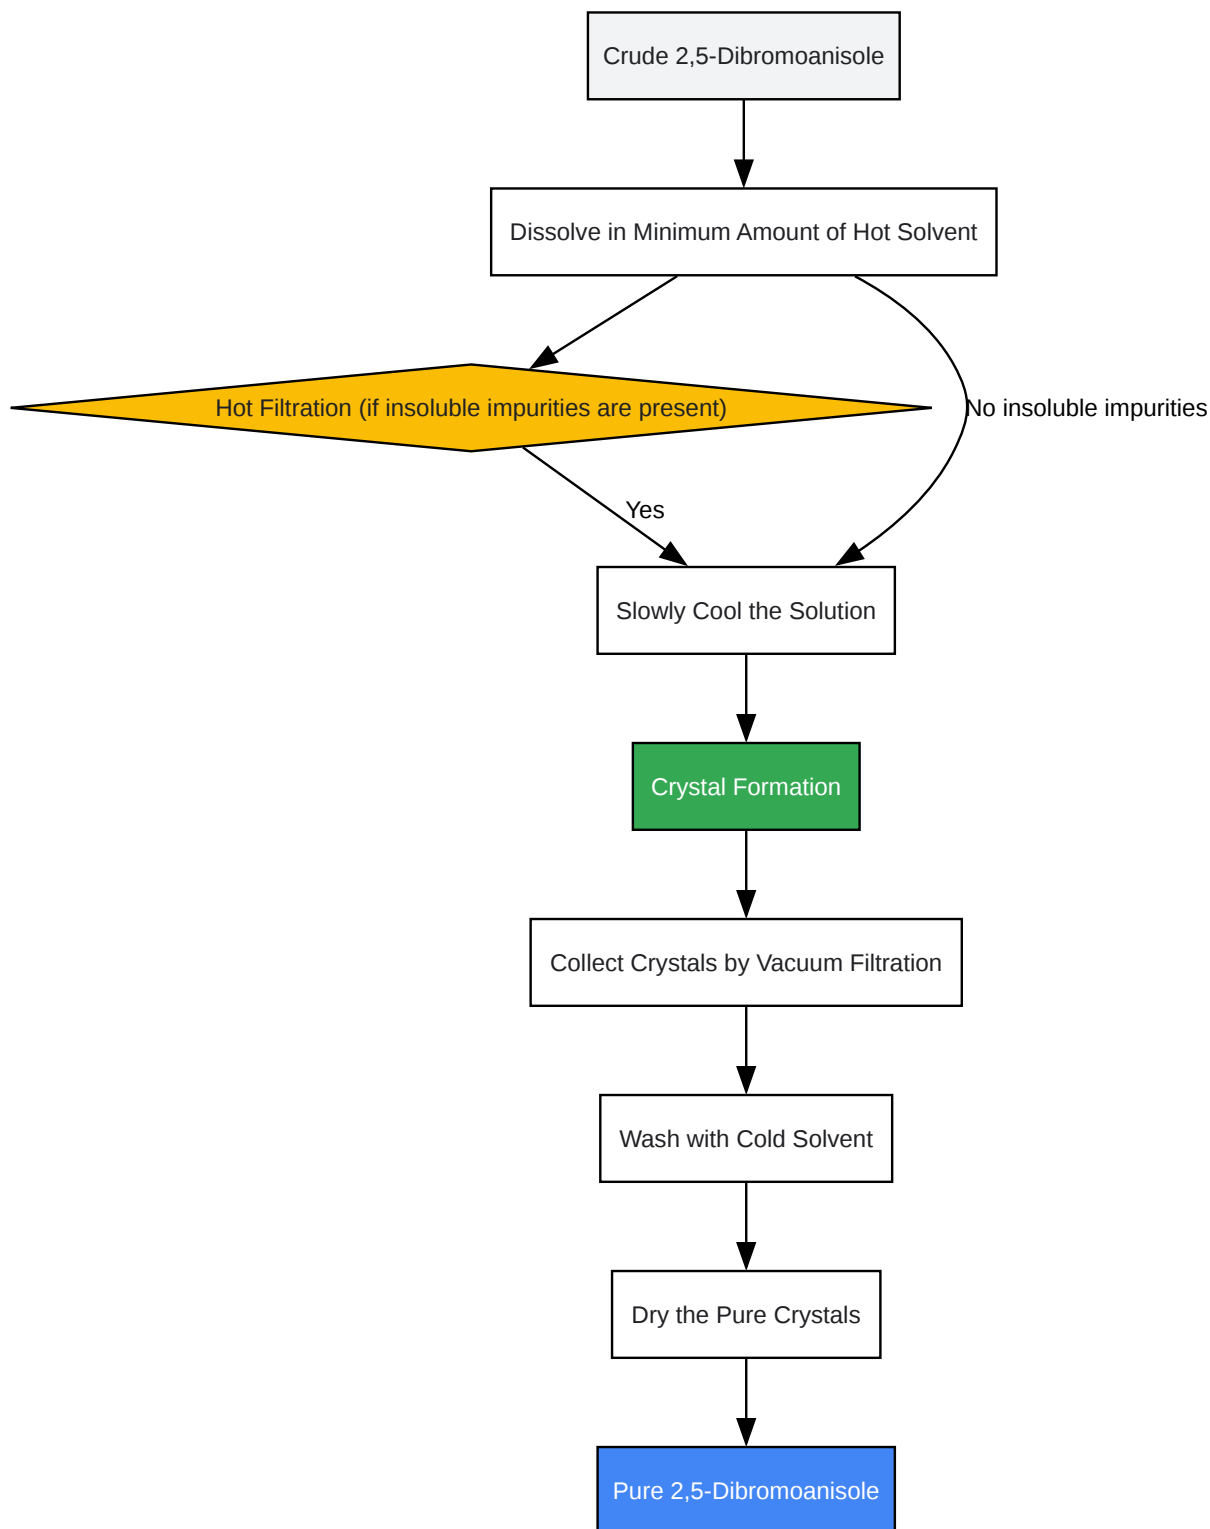 Crude 2,5-Dibromoanisole
Dissolve in Minimum Amount of Hot Solvent
Hot Filtration (if insoluble impurities are present)
No insoluble impurities
Yes
Slowly Cool the Solution
Crystal Formation
Collect Crystals by Vacuum Filtration
Wash with Cold Solvent
Dry the Pure Crystals
Pure 2,5-Dibromoanisole